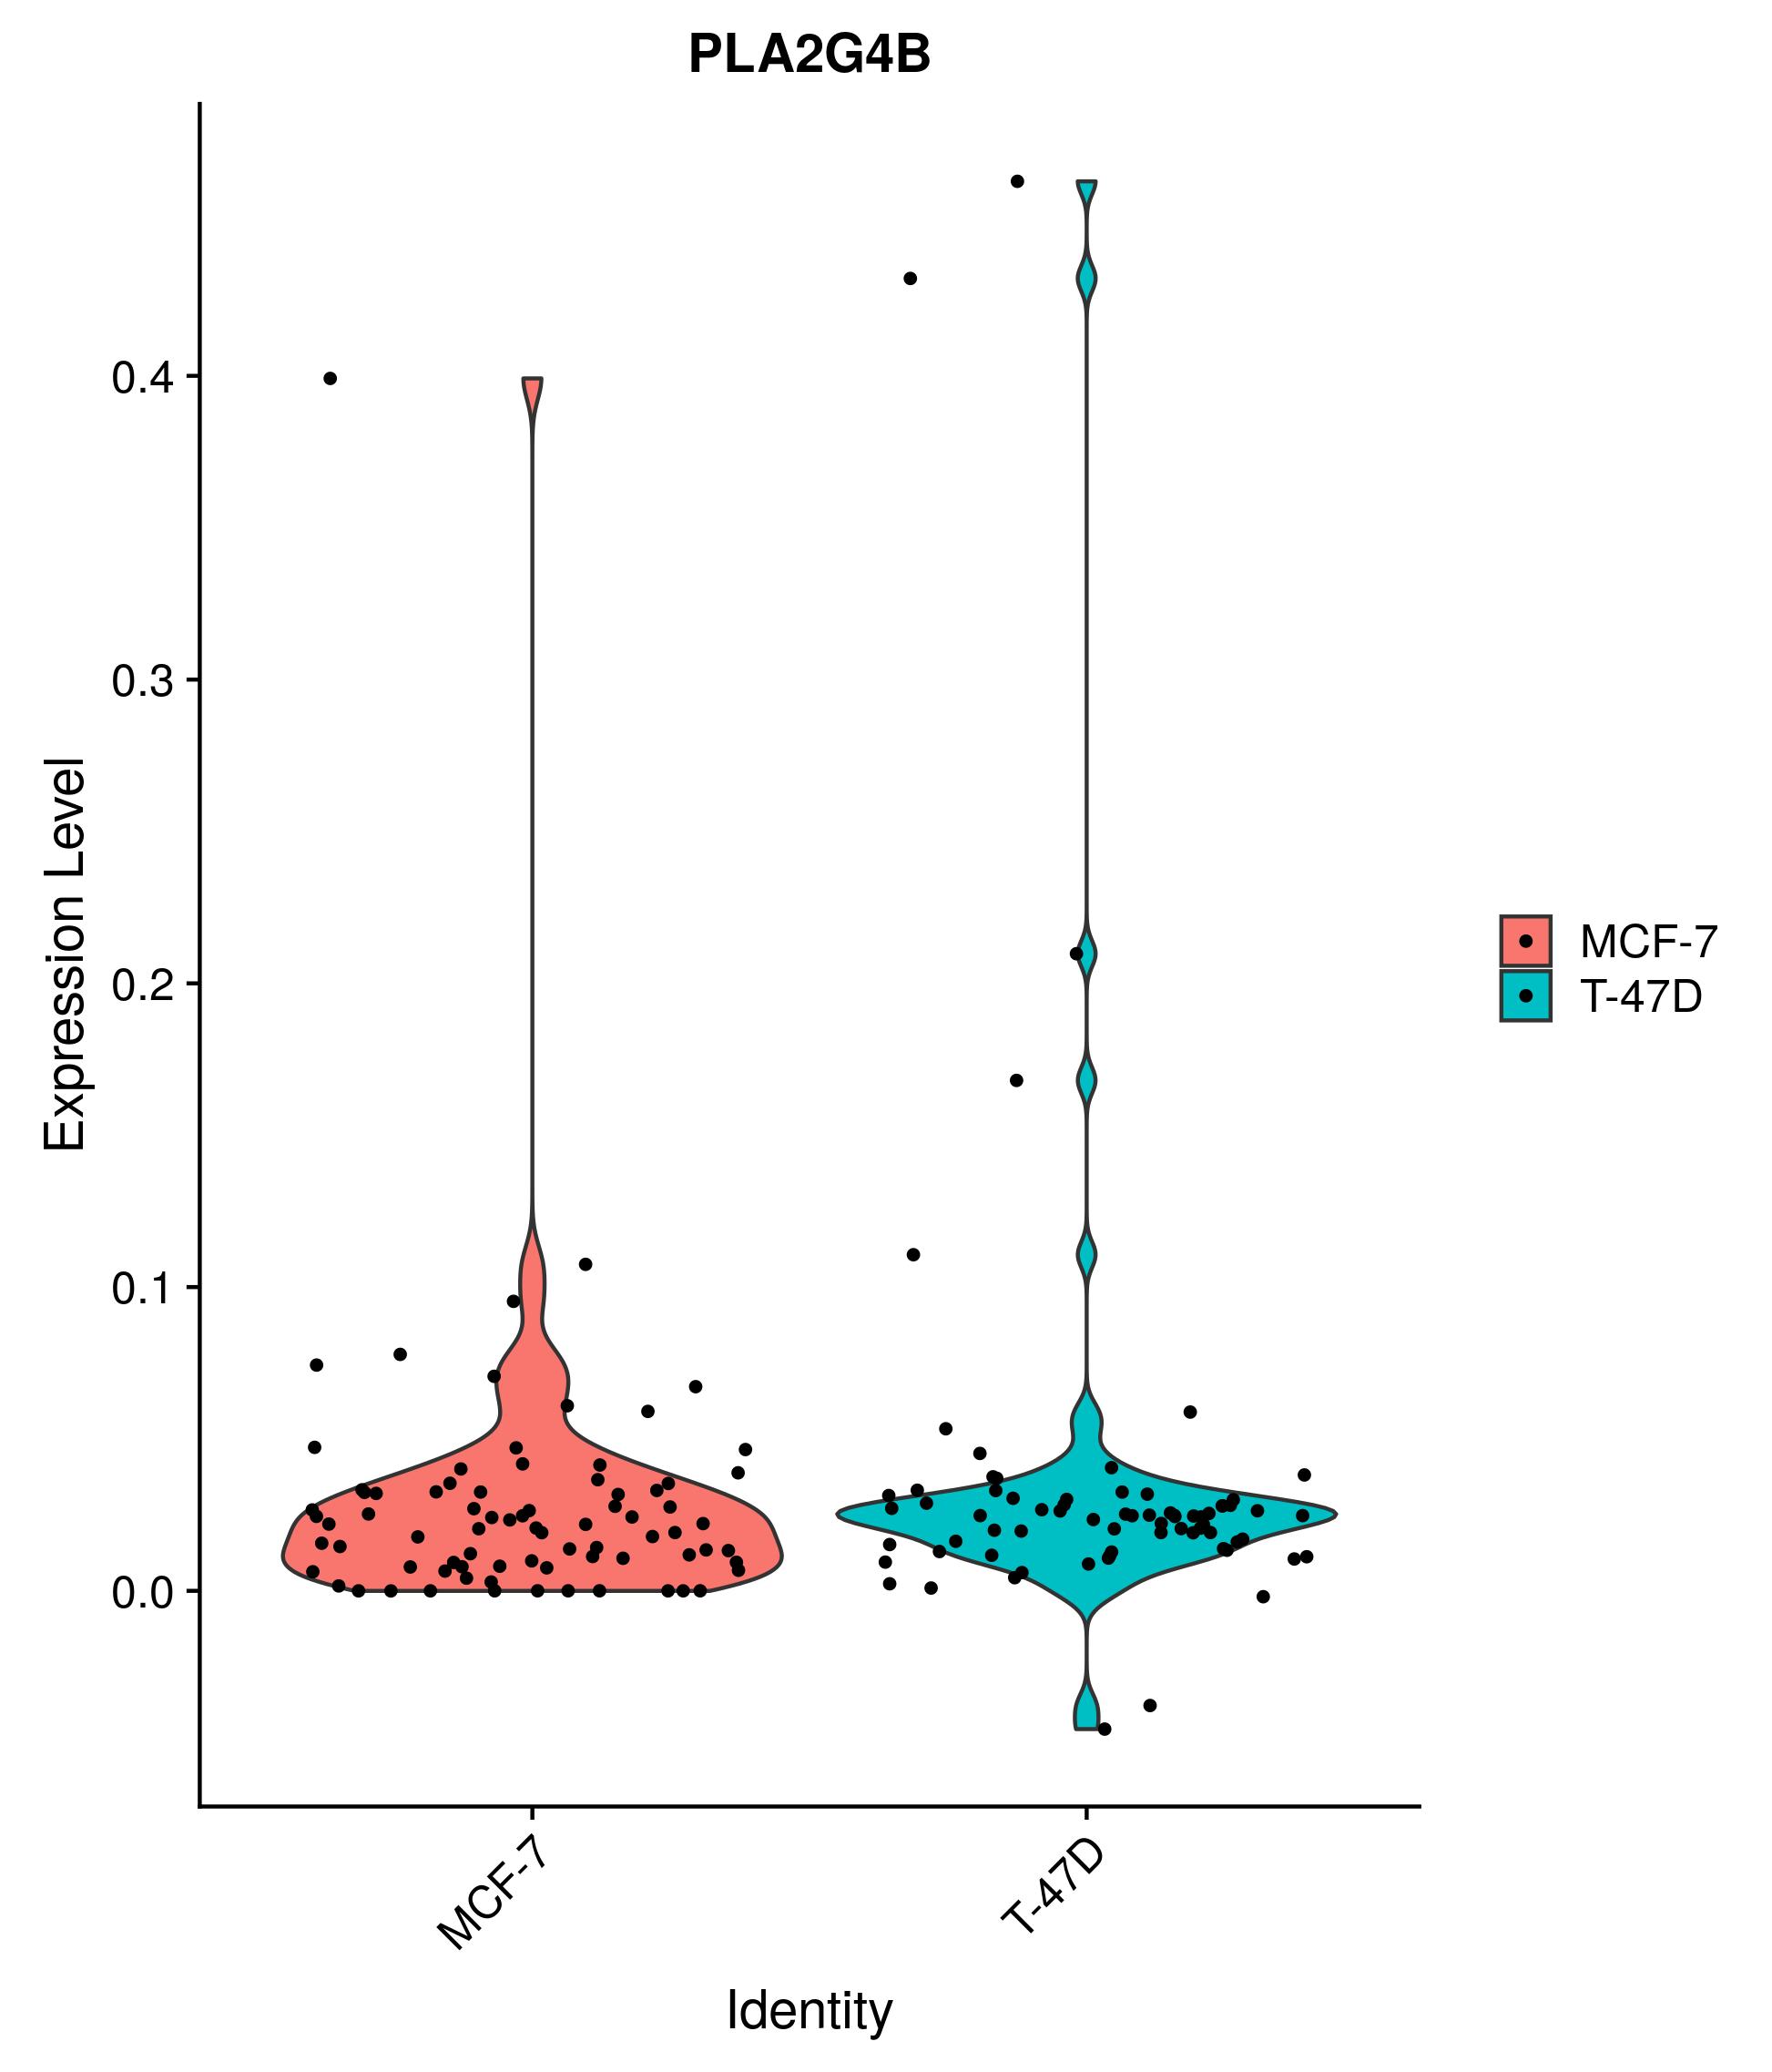 PLA2G4B
Expression Level
0.4
0.3
0.2
0.1
0.0
MCF-7
T-47D
Identity
MCF-7
T-47D